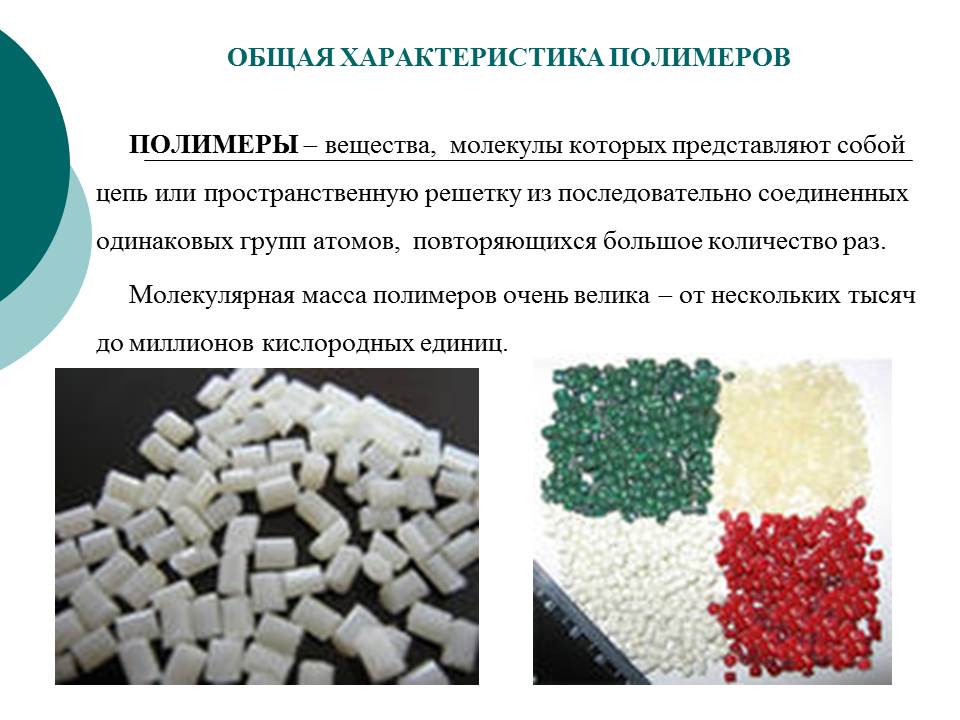 ОБЩАЯ ХАРАКТЕРИСТИКА ПОЛИМЕРОВ
ПОЛИМЕРЫ – вещества, молекулы которых представляют собой
цепь или пространственную решетку из последовательно соединенных
одинаковых групп атомов, повторяющихся большое количество раз.
Молекулярная масса полимеров очень велика – от нескольких тысяч
до миллионов кислородных единиц.